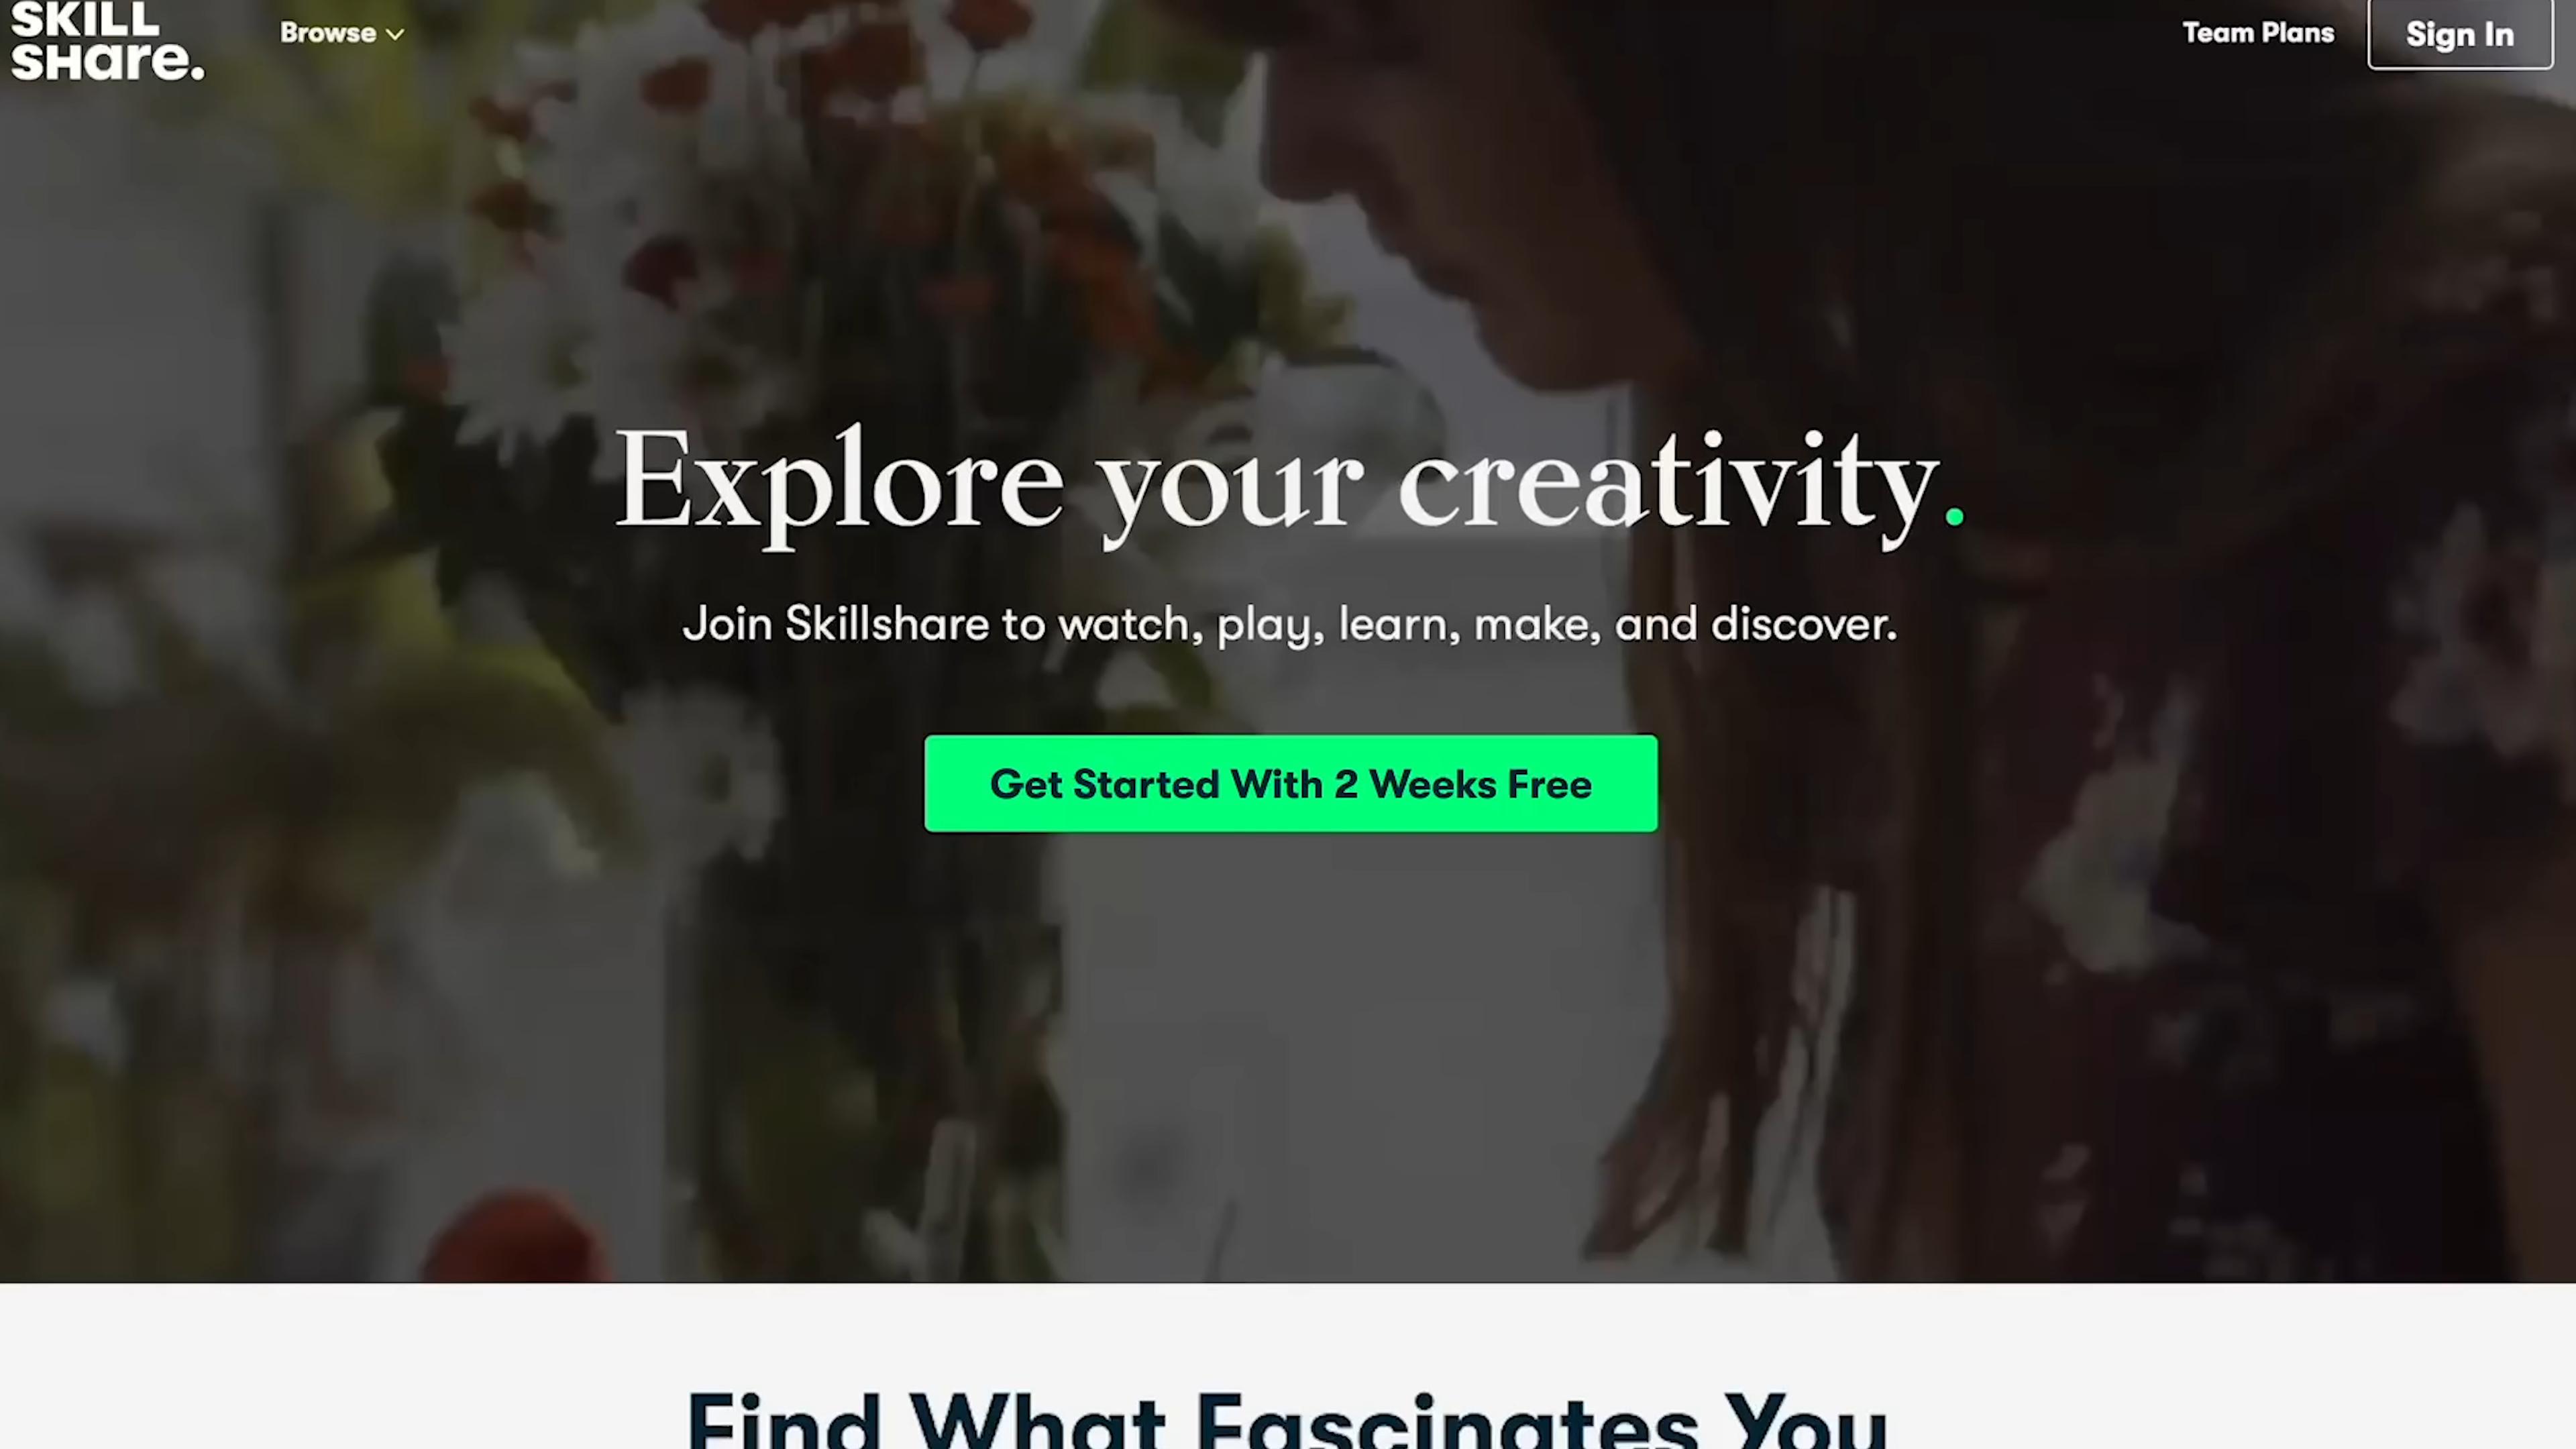 SKILL
SHare.
Browse
Team Plans
Sign In
Explore your creativity.
Join Skillshare to watch, play, learn, make, and discover.
Get Started With 2 Weeks Free
Find What Fascinates You